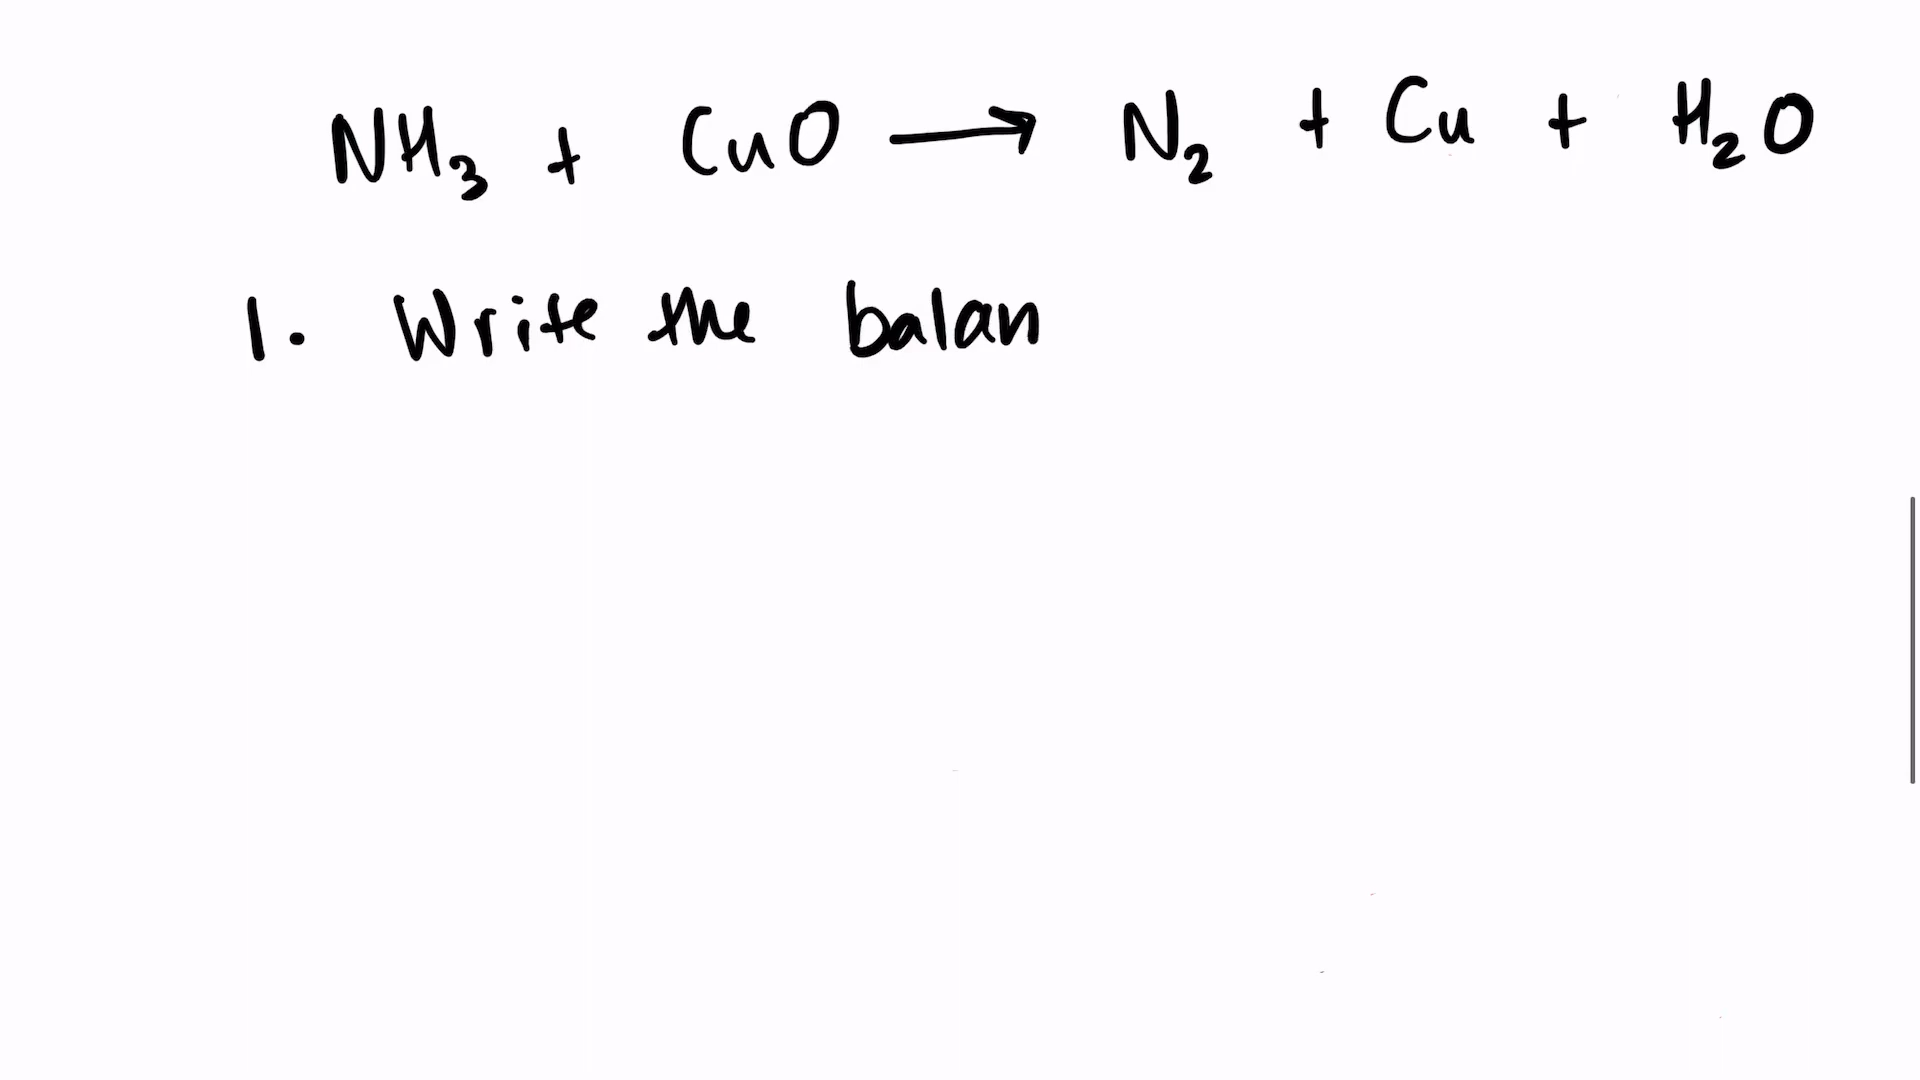 NH₃ + CuO ⟶ N₂ + Cu + H₂O
1. Write the balan